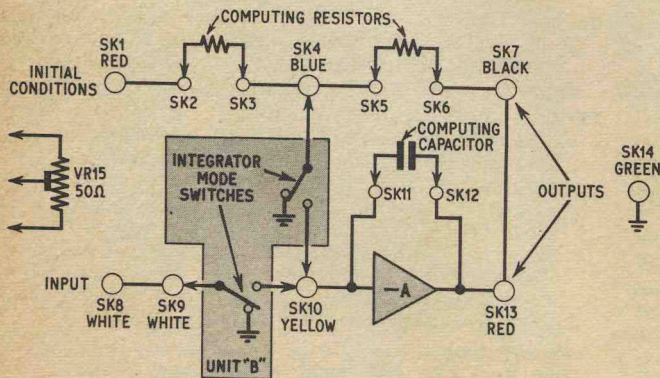 COMPUTING RESISTORS
SK1
RED
SK4
BLUE
SK7
BLACK
INITIAL
CONDITIONS
SK2
SK3
SK5
SK6
COMPUTING
CAPACITOR
SK14
GREEN
VR15
50Ω
INTEGRATOR
MODE
SWITCHES
SK11
SK12
OUTPUTS
INPUT
—A
SK8
WHITE
SK9
WHITE
SK10
YELLOW
SK13
RED
UNIT "B"